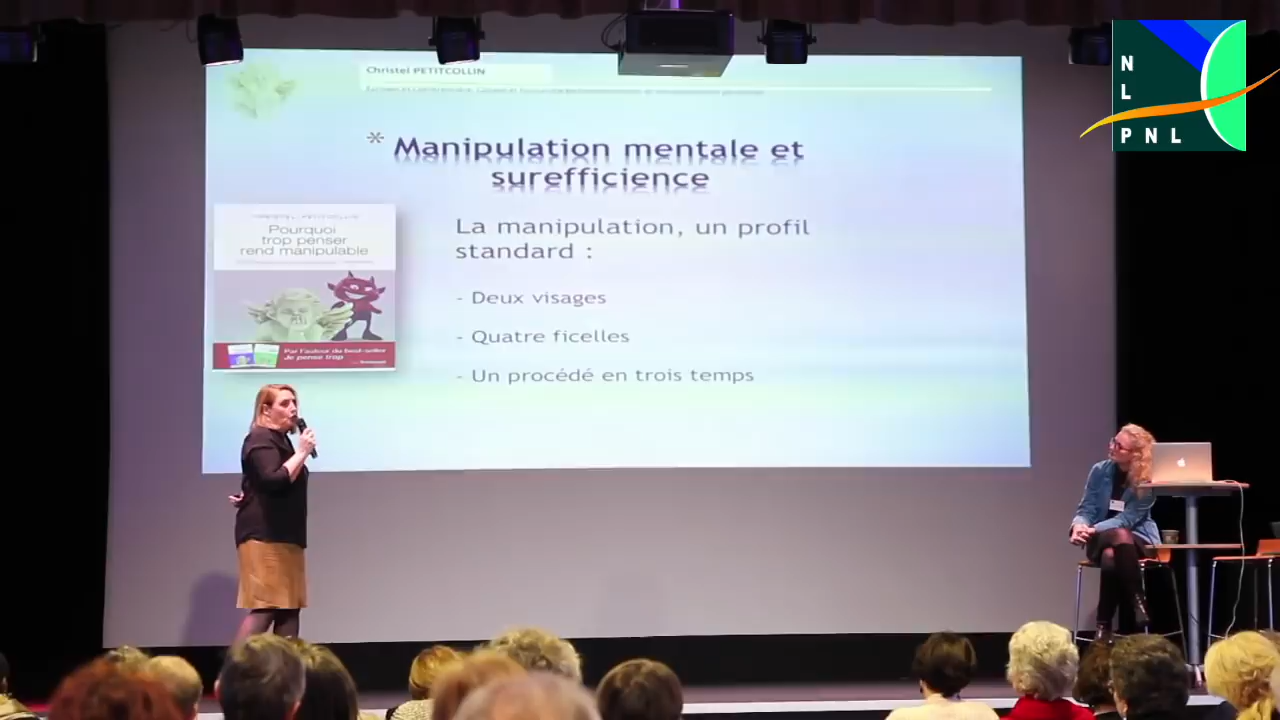 Christel PETITCOLLIN
* Manipulation mentale et
surefficience
La manipulation, un profil
standard :
- Deux visages
- Quatre ficelles
- Un procédé en trois temps
Pourquoi
trop penser
rend manipulable
Par l'auteur du best-seller
Je pense trop
N
L
PNL